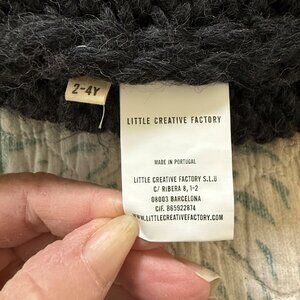 2-4Y
LITTLE CREATIVE FACTORY
MADE IN PORTUGAL
LITTLE CREATIVE FACTORY S.L.U
C/ RIBERA 8, 1-2
08003 BARCELONA
CIF. B65922874
WWW.LITTLECREATIVEFACTORY.COM